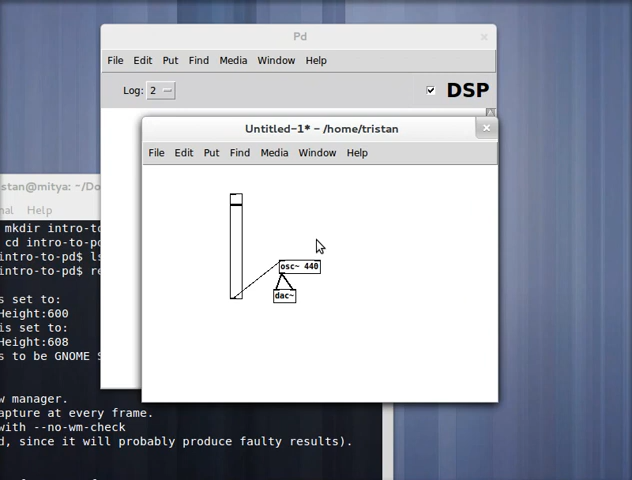 Pd
File Edit Put Find Media Window Help
Log: 2
DSP
Untitled-1* - /home/tristan
File Edit Put Find Media Window Help
osc~ 440
dac~
stan@mitya: ~/Do
nal Help
mkdir intro-to
cd intro-to-pd
intro-to-pd$ ls
intro-to-pd$ re
s set to:
Height:600
is set to:
Height:608
s to be GNOME S
w manager.
apture at every frame.
with --no-wm-check
d, since it will probably produce faulty results).